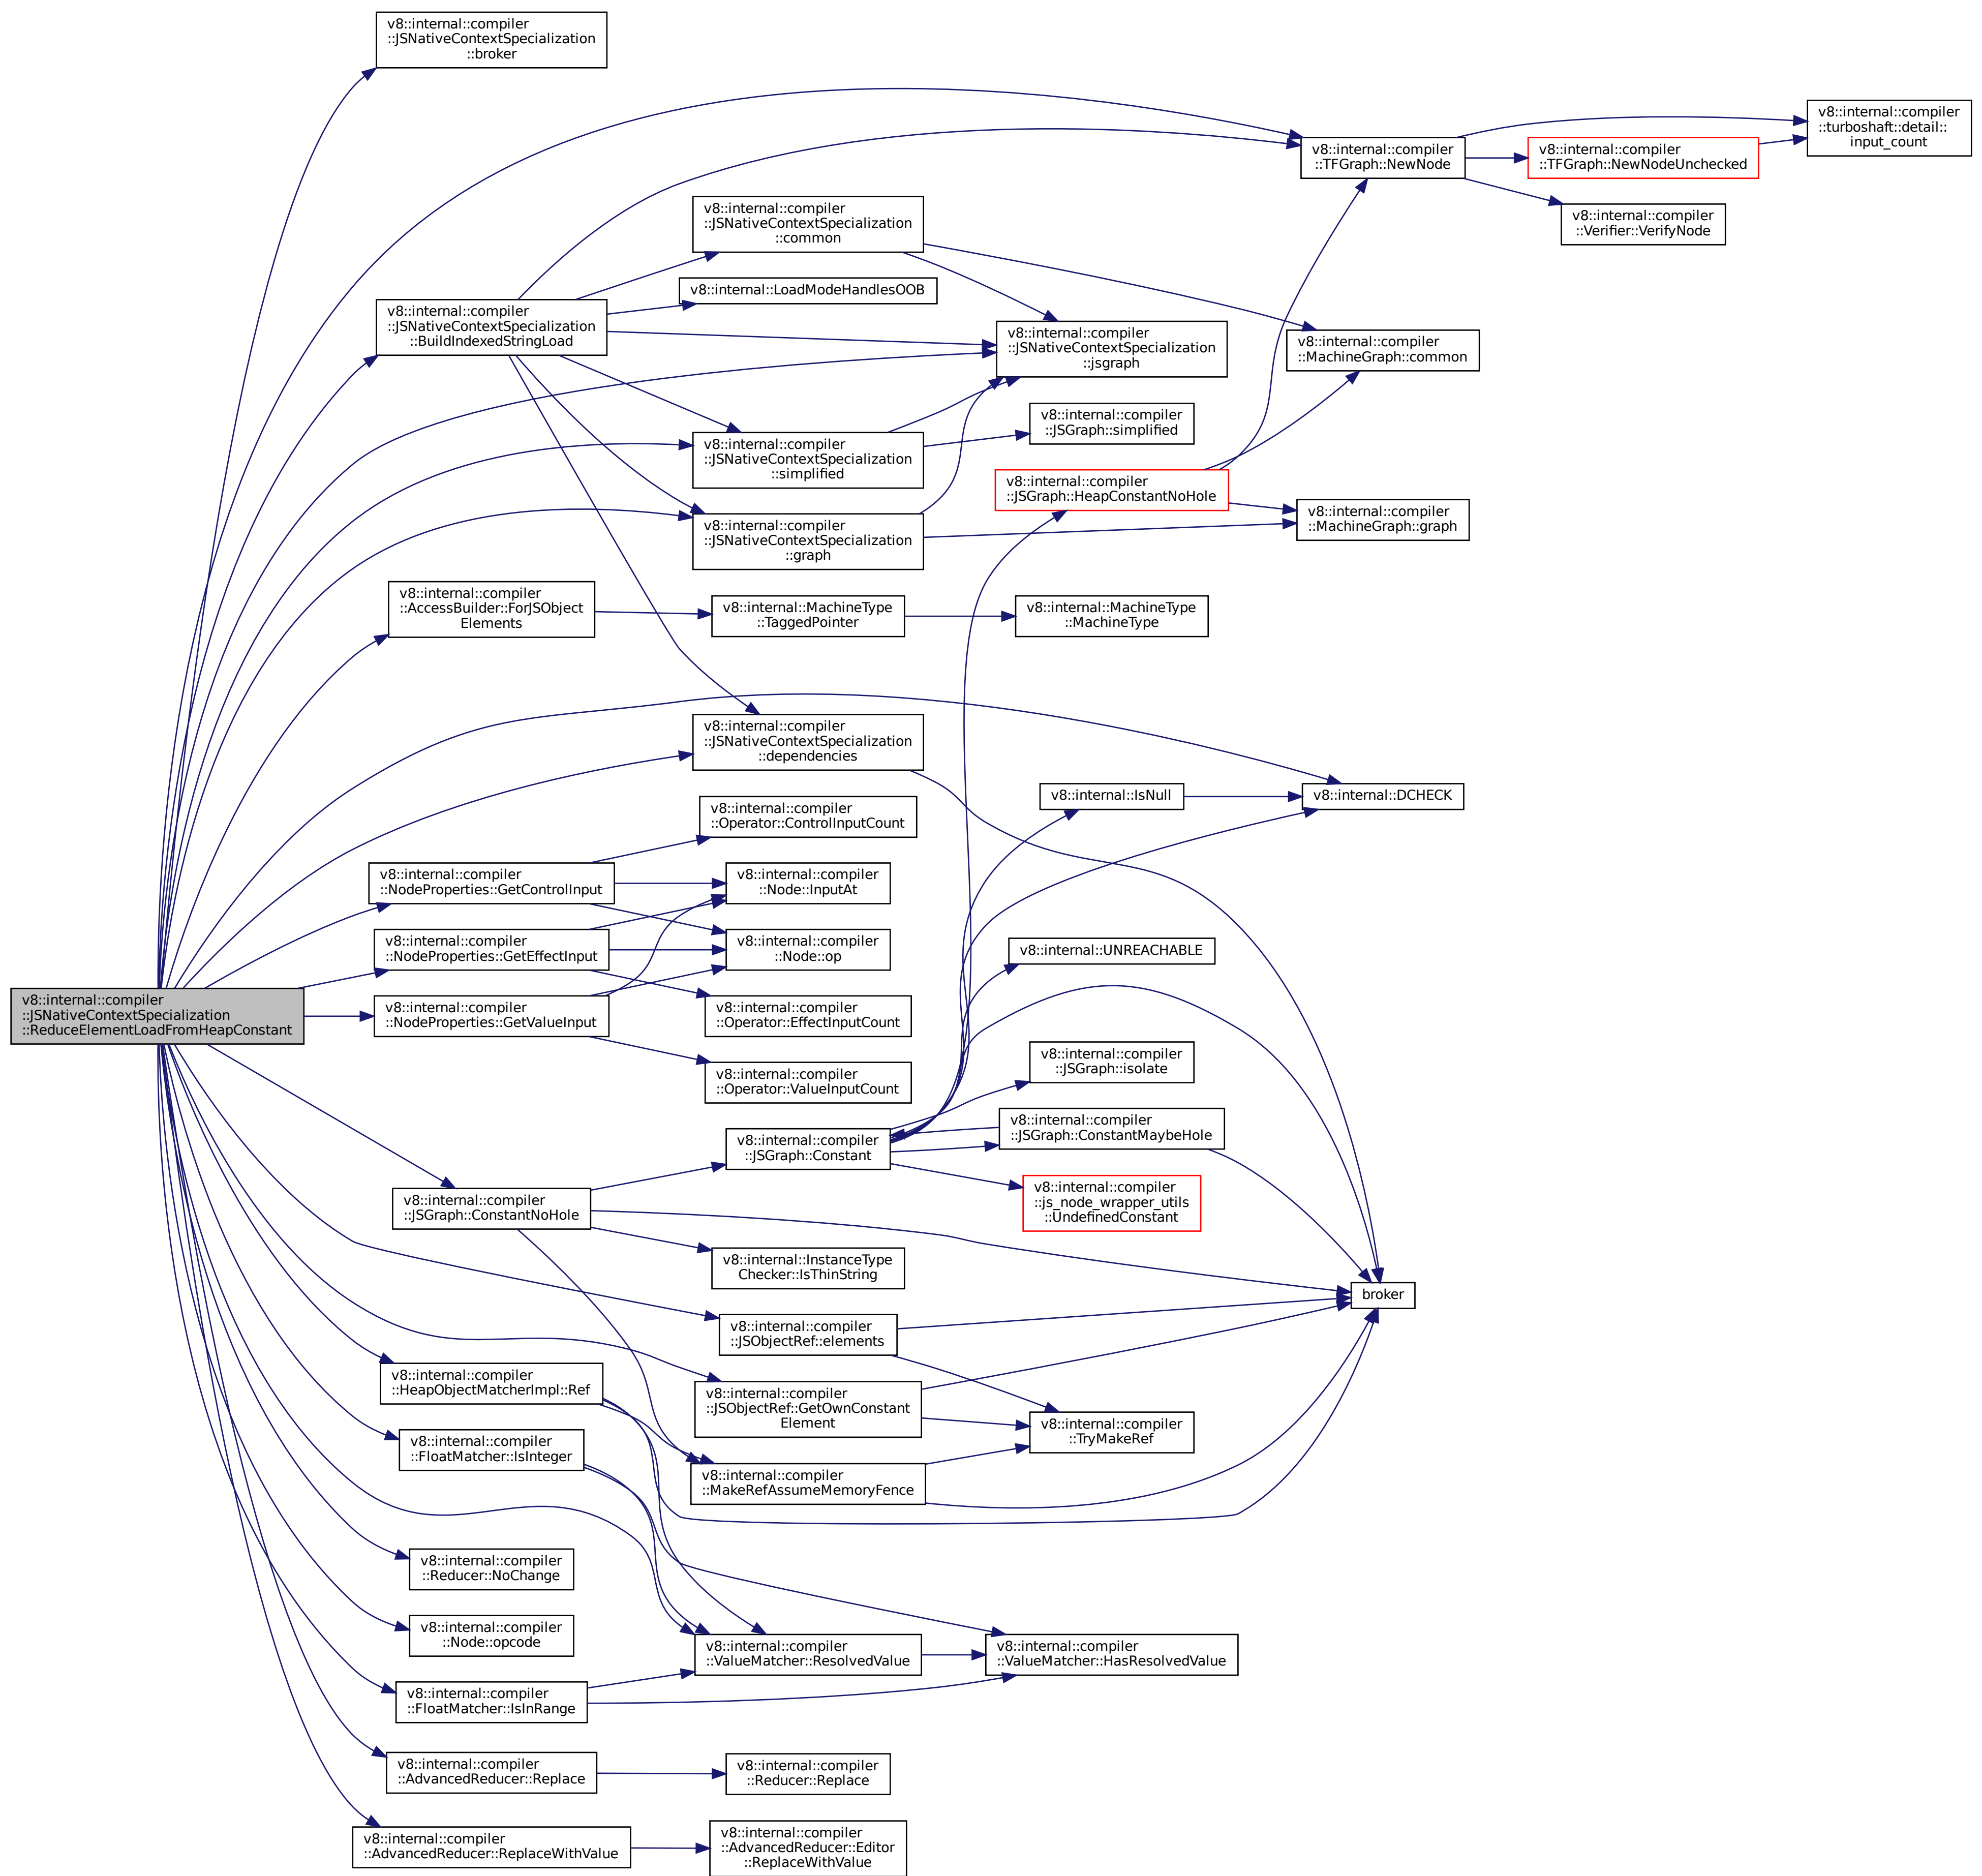 v8::internal::compiler
::JSNativeContextSpecialization
::broker
v8::internal::compiler
::turboshaft::detail::
input_count
v8::internal::compiler
::TFGraph::NewNode
v8::internal::compiler
::TFGraph::NewNodeUnchecked
v8::internal::compiler
::Verifier::VerifyNode
v8::internal::compiler
::JSNativeContextSpecialization
::common
v8::internal::LoadModeHandlesOOB
v8::internal::compiler
::JSNativeContextSpecialization
::BuildIndexedStringLoad
v8::internal::compiler
::JSNativeContextSpecialization
::jsgraph
v8::internal::compiler
::MachineGraph::common
v8::internal::compiler
::JSGraph::simplified
v8::internal::compiler
::JSNativeContextSpecialization
::simplified
v8::internal::compiler
::JSGraph::HeapConstantNoHole
v8::internal::compiler
::MachineGraph::graph
v8::internal::compiler
::JSNativeContextSpecialization
::graph
v8::internal::compiler
::AccessBuilder::ForJSObject
Elements
v8::internal::MachineType
::TaggedPointer
v8::internal::MachineType
::MachineType
v8::internal::compiler
::JSNativeContextSpecialization
::dependencies
v8::internal::IsNull
v8::internal::DCHECK
v8::internal::compiler
::Operator::ControlInputCount
v8::internal::compiler
::NodeProperties::GetControlInput
v8::internal::compiler
::Node::InputAt
v8::internal::compiler
::NodeProperties::GetEffectInput
v8::internal::compiler
::Node::op
v8::internal::UNREACHABLE
v8::internal::compiler
::JSNativeContextSpecialization
::ReduceElementLoadFromHeapConstant
v8::internal::compiler
::NodeProperties::GetValueInput
v8::internal::compiler
::Operator::EffectInputCount
v8::internal::compiler
::JSGraph::isolate
v8::internal::compiler
::Operator::ValueInputCount
v8::internal::compiler
::JSGraph::Constant
v8::internal::compiler
::JSGraph::ConstantMaybeHole
v8::internal::compiler
::JSGraph::ConstantNoHole
v8::internal::compiler
::js_node_wrapper_utils
::UndefinedConstant
v8::internal::InstanceType
Checker::IsThinString
broker
v8::internal::compiler
::JSObjectRef::elements
v8::internal::compiler
::HeapObjectMatcherImpl::Ref
v8::internal::compiler
::JSObjectRef::GetOwnConstant
Element
v8::internal::compiler
::TryMakeRef
v8::internal::compiler
::FloatMatcher::IsInteger
v8::internal::compiler
::MakeRefAssumeMemoryFence
v8::internal::compiler
::Reducer::NoChange
v8::internal::compiler
::Node::opcode
v8::internal::compiler
::ValueMatcher::ResolvedValue
v8::internal::compiler
::ValueMatcher::HasResolvedValue
v8::internal::compiler
::FloatMatcher::IsInRange
v8::internal::compiler
::AdvancedReducer::Replace
v8::internal::compiler
::Reducer::Replace
v8::internal::compiler
::AdvancedReducer::ReplaceWithValue
v8::internal::compiler
::AdvancedReducer::Editor
::ReplaceWithValue